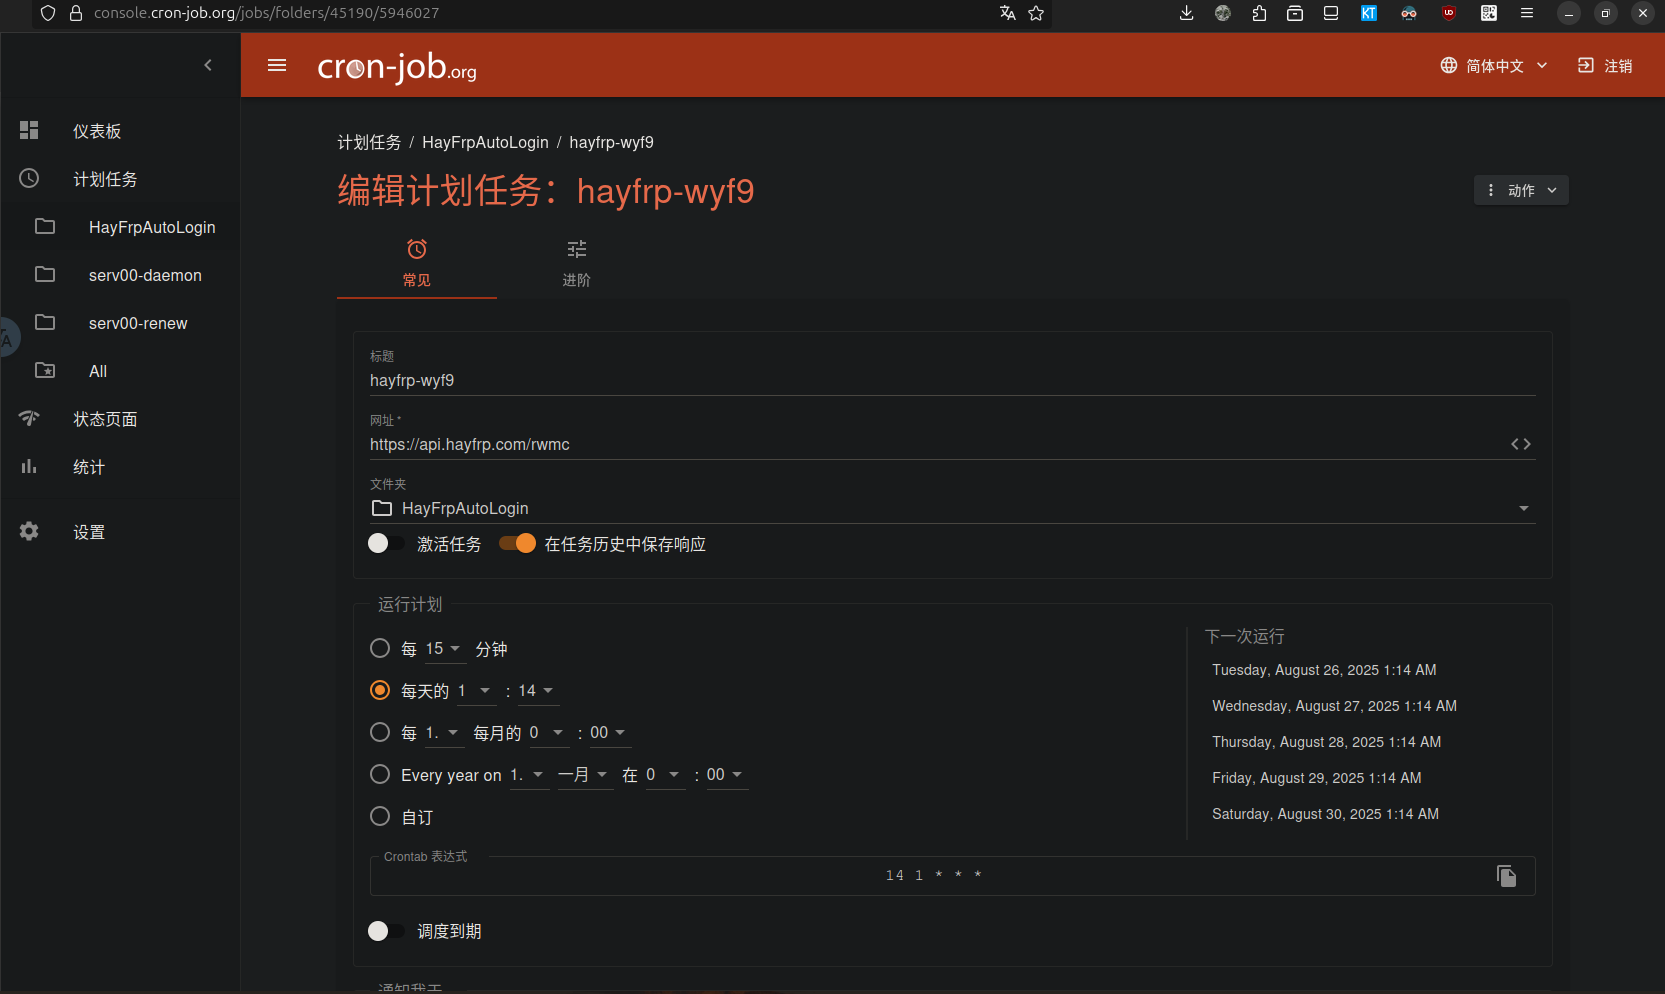 console.cron-job.org/jobs/folders/45190/5946027
cron-job.org
简体中文
注销
仪表板
计划任务
HayFrpAutoLogin
serv00-daemon
serv00-renew
All
状态页面
统计
设置
计划任务 / HayFrpAutoLogin / hayfrp-wyf9
编辑计划任务：hayfrp-wyf9
动作
常见
进阶
标题
hayfrp-wyf9
网址 *
https://api.hayfrp.com/rwmc
文件夹
HayFrpAutoLogin
激活任务
在任务历史中保存响应
运行计划
每 15 分钟
每天的 1 : 14
每 1. 每月的 0 : 00
Every year on 1. 一月 在 0 : 00
自订
下一次运行
Tuesday, August 26, 2025 1:14 AM
Wednesday, August 27, 2025 1:14 AM
Thursday, August 28, 2025 1:14 AM
Friday, August 29, 2025 1:14 AM
Saturday, August 30, 2025 1:14 AM
Crontab 表达式
14 1 * * *
调度到期
通知我于